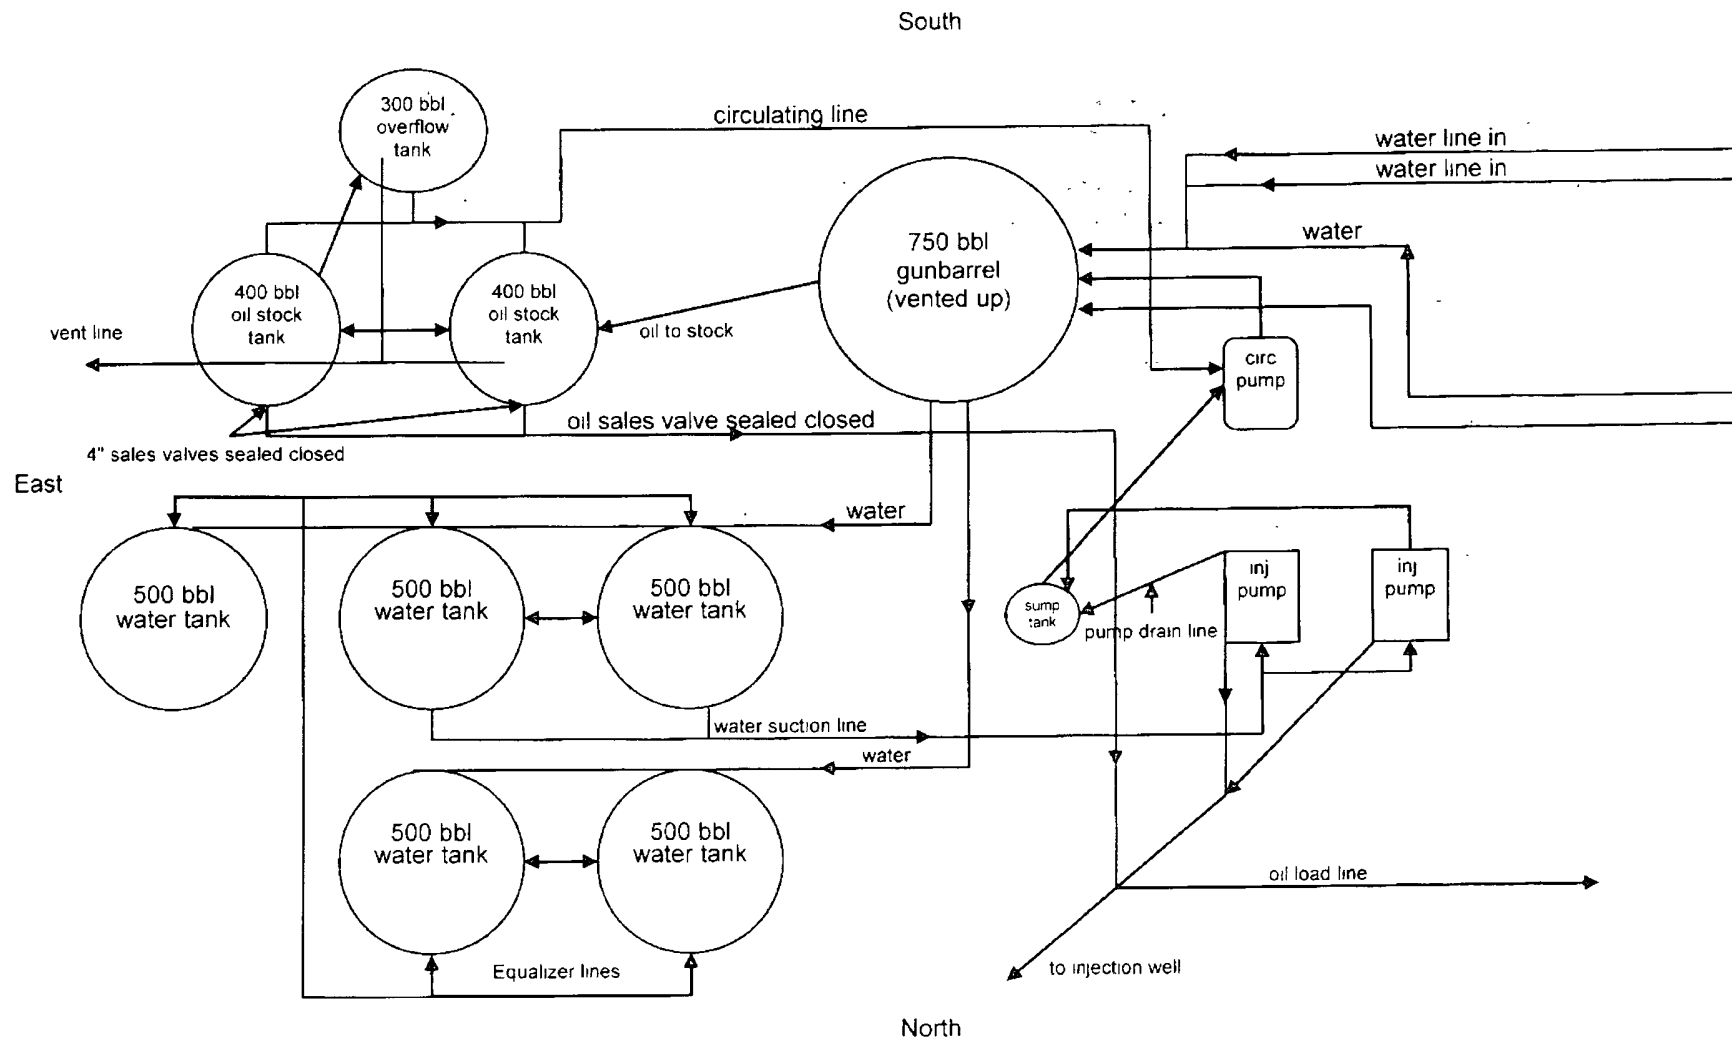 South
300 bbl
overflow
tank
circulating line
water line in
water line in
water
750 bbl
gunbarrel
(vented up)
400 bbl
oil stock
tank
400 bbl
oil stock
tank
vent line
oil to stock
circ
pump
oil sales valve sealed closed
4" sales valves sealed closed
East
water
500 bbl
water tank
500 bbl
water tank
500 bbl
water tank
sump
tank
pump drain line
inj
pump
inj
pump
water suction line
water
500 bbl
water tank
500 bbl
water tank
oil load line
Equalizer lines
to injection well
North